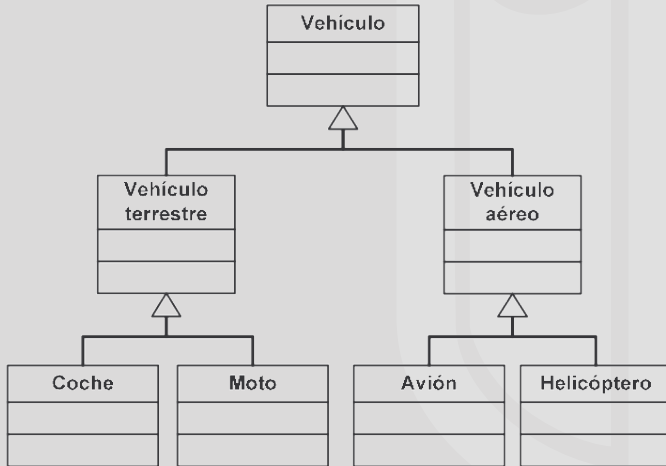 Vehículo
Vehículo
terrestre
Vehículo
aéreo
Coche
Moto
Avión
Helicóptero